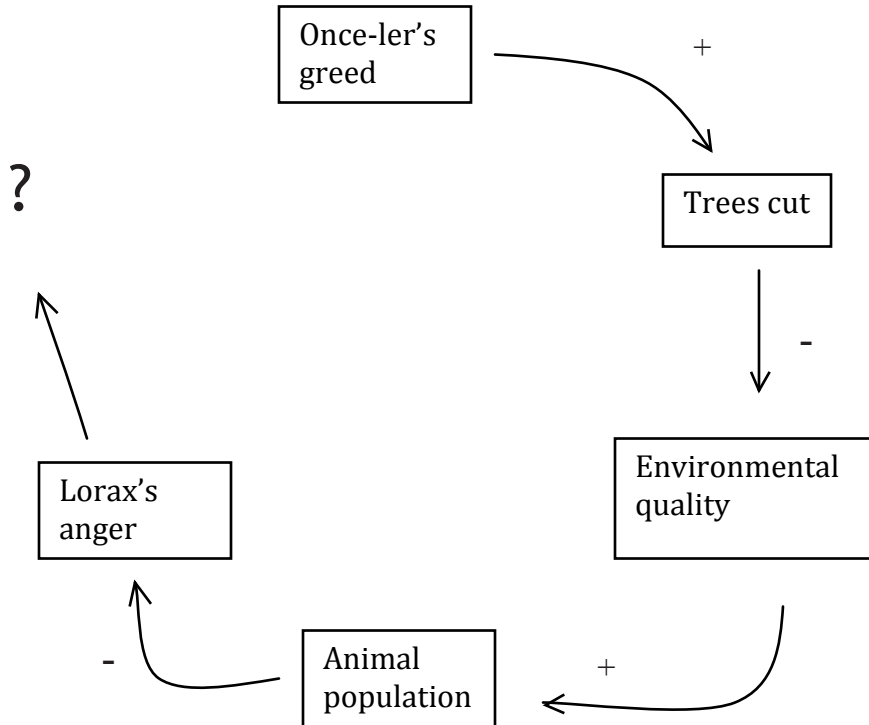 Once-ler’s
greed
+
?
Trees cut
-
Environmental
quality
Lorax’s
anger
-
Animal
population
+